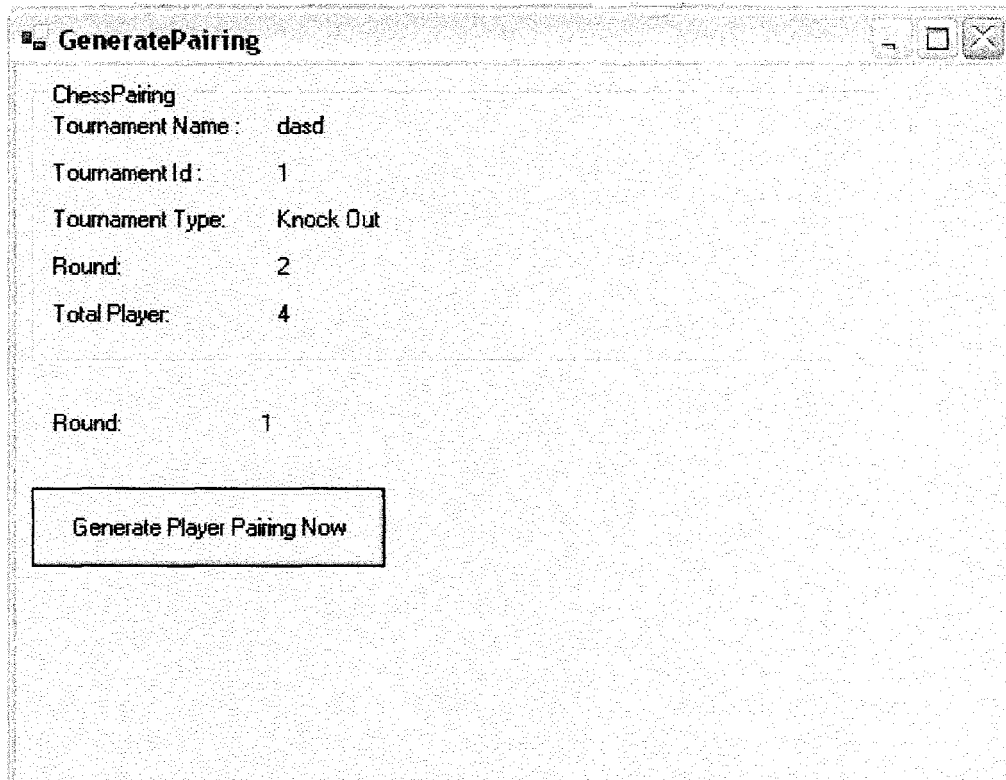 GeneratePairing
ChessPairing
Tournament Name : dasd
Tournament Id : 1
Tournament Type: Knock Out
Round: 2
Total Player: 4
Round: 1
Generate Player Pairing Now